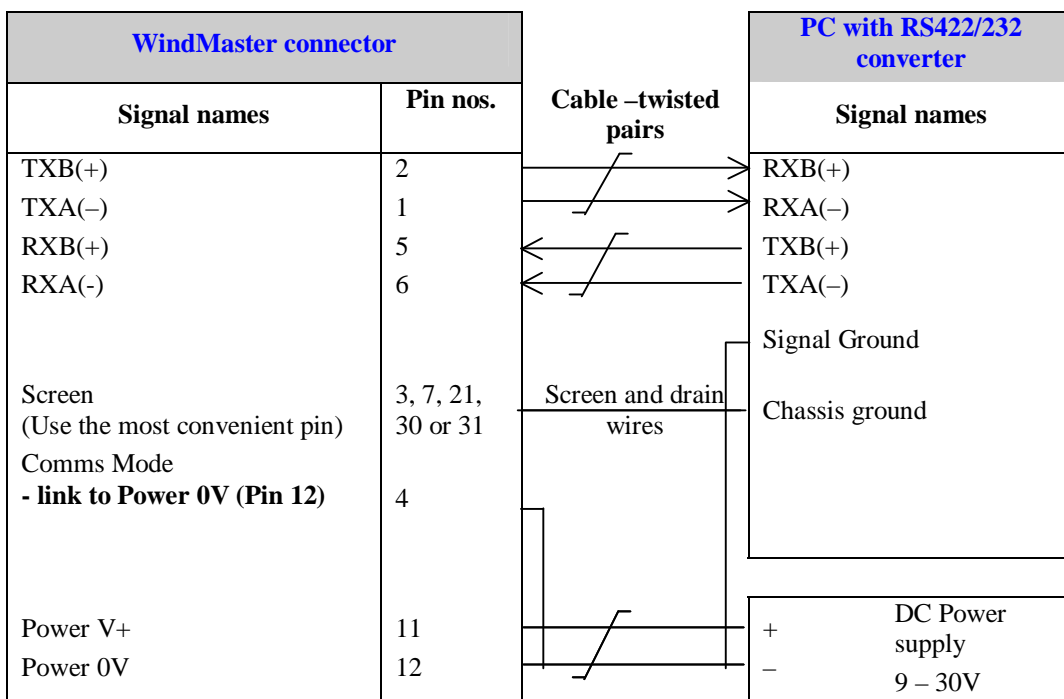 WindMaster connector
PC with RS422/232
converter
Signal names
Pin nos.
Cable –twisted
pairs
Signal names
TXB(+) 2 RXB(+)
TXA(–) 1 RXA(–)
RXB(+) 5 TXB(+)
RXA(-) 6 TXA(–)
Signal Ground
Screen 3, 7, 21, Screen and drain
(Use the most convenient pin) 30 or 31 wires Chassis ground
Comms Mode
- link to Power 0V (Pin 12) 4
Power V+ 11 + DC Power
supply
Power 0V 12 –
9 – 30V